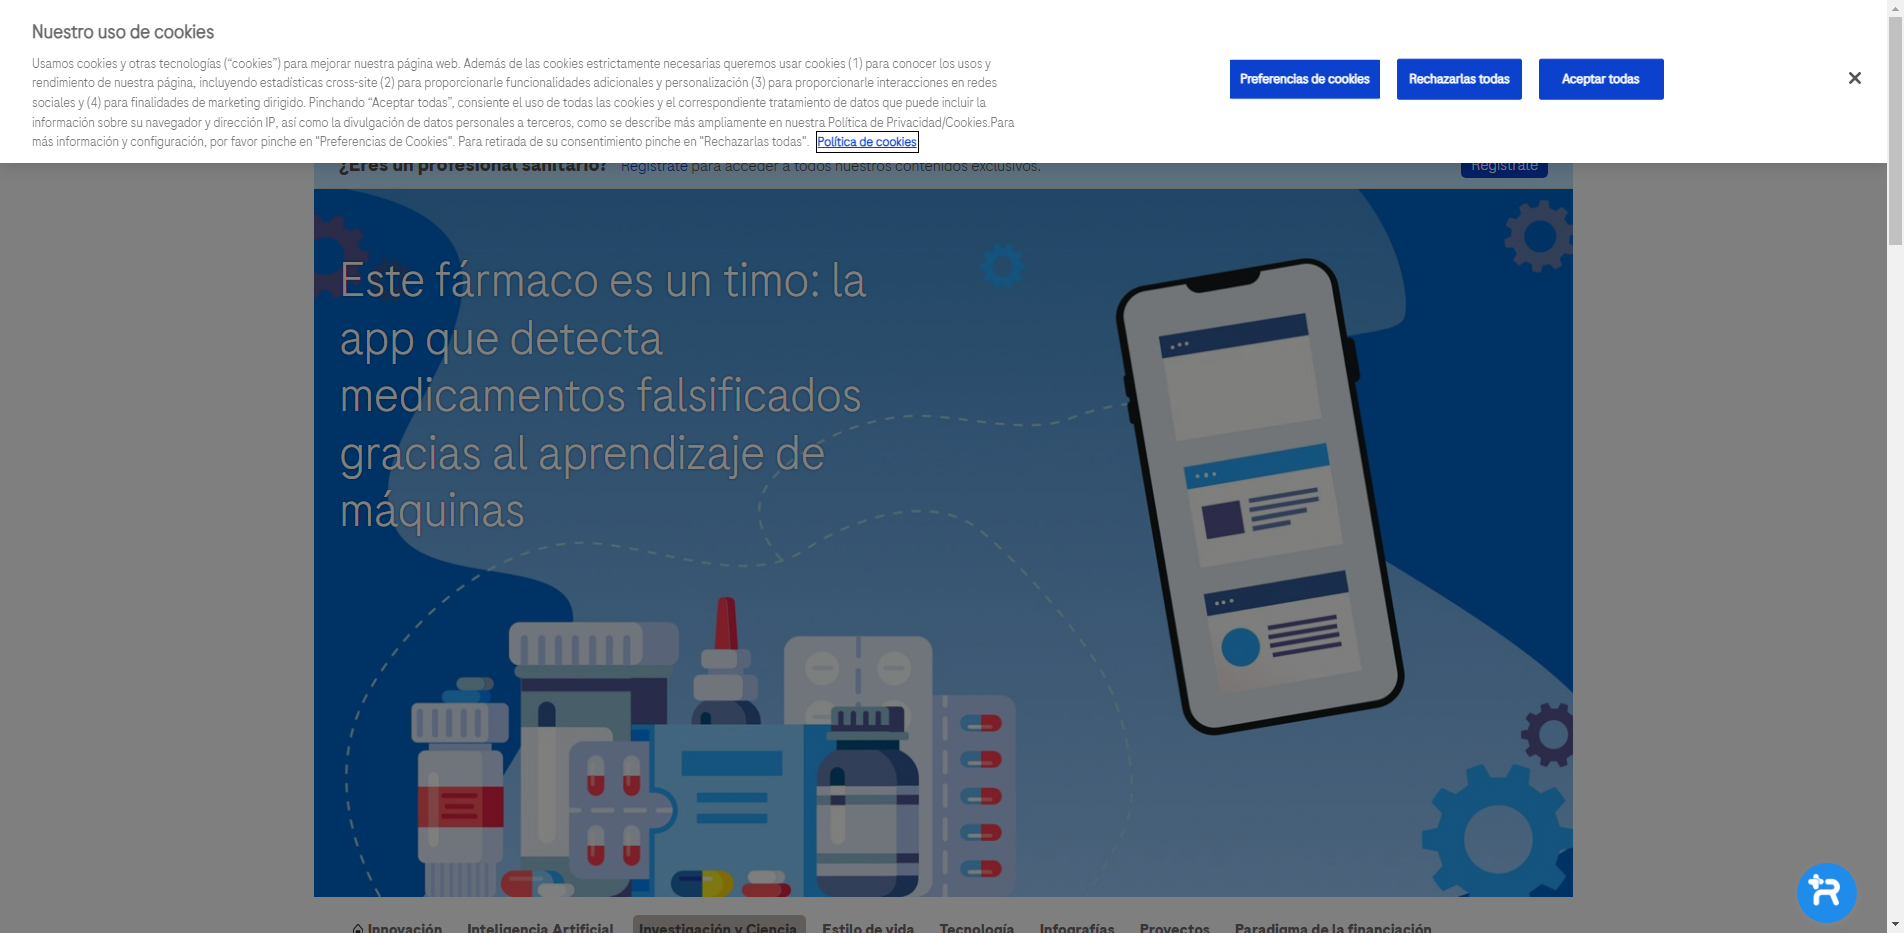 Nuestro uso de cookies
Usamos cookies y otras tecnologías (“cookies”) para mejorar nuestra página web. Además de las cookies estrictamente necesarias queremos usar cookies (1) para conocer los usos y
rendimiento de nuestra página, incluyendo estadísticas cross-site (2) para proporcionarle funcionalidades adicionales y personalización (3) para proporcionarle interacciones en redes
sociales y (4) para finalidades de marketing dirigido. Pinchando “Aceptar todas”, consiente el uso de todas las cookies y el correspondiente tratamiento de datos que puede incluir la
información sobre su navegador y dirección IP, así como la divulgación de datos personales a terceros, como se describe más ampliamente en nuestra Política de Privacidad/Cookies.Para
más información y configuración, por favor pinche en "Preferencias de Cookies". Para retirada de su consentimiento pinche en "Rechazarlas todas". Política de cookies
Preferencias de cookies
Rechazarlas todas
Aceptar todas
¿Eres un profesional sanitario? Regístrate para acceder a todos nuestros contenidos exclusivos.
Regístrate
Este fármaco es un timo: la
app que detecta
medicamentos falsificados
gracias al aprendizaje de
máquinas
Innovación Inteligencia Artificial Investigación y Ciencia Estilo de vida Tecnología Infografías Proyectos Paradigma de la financiación